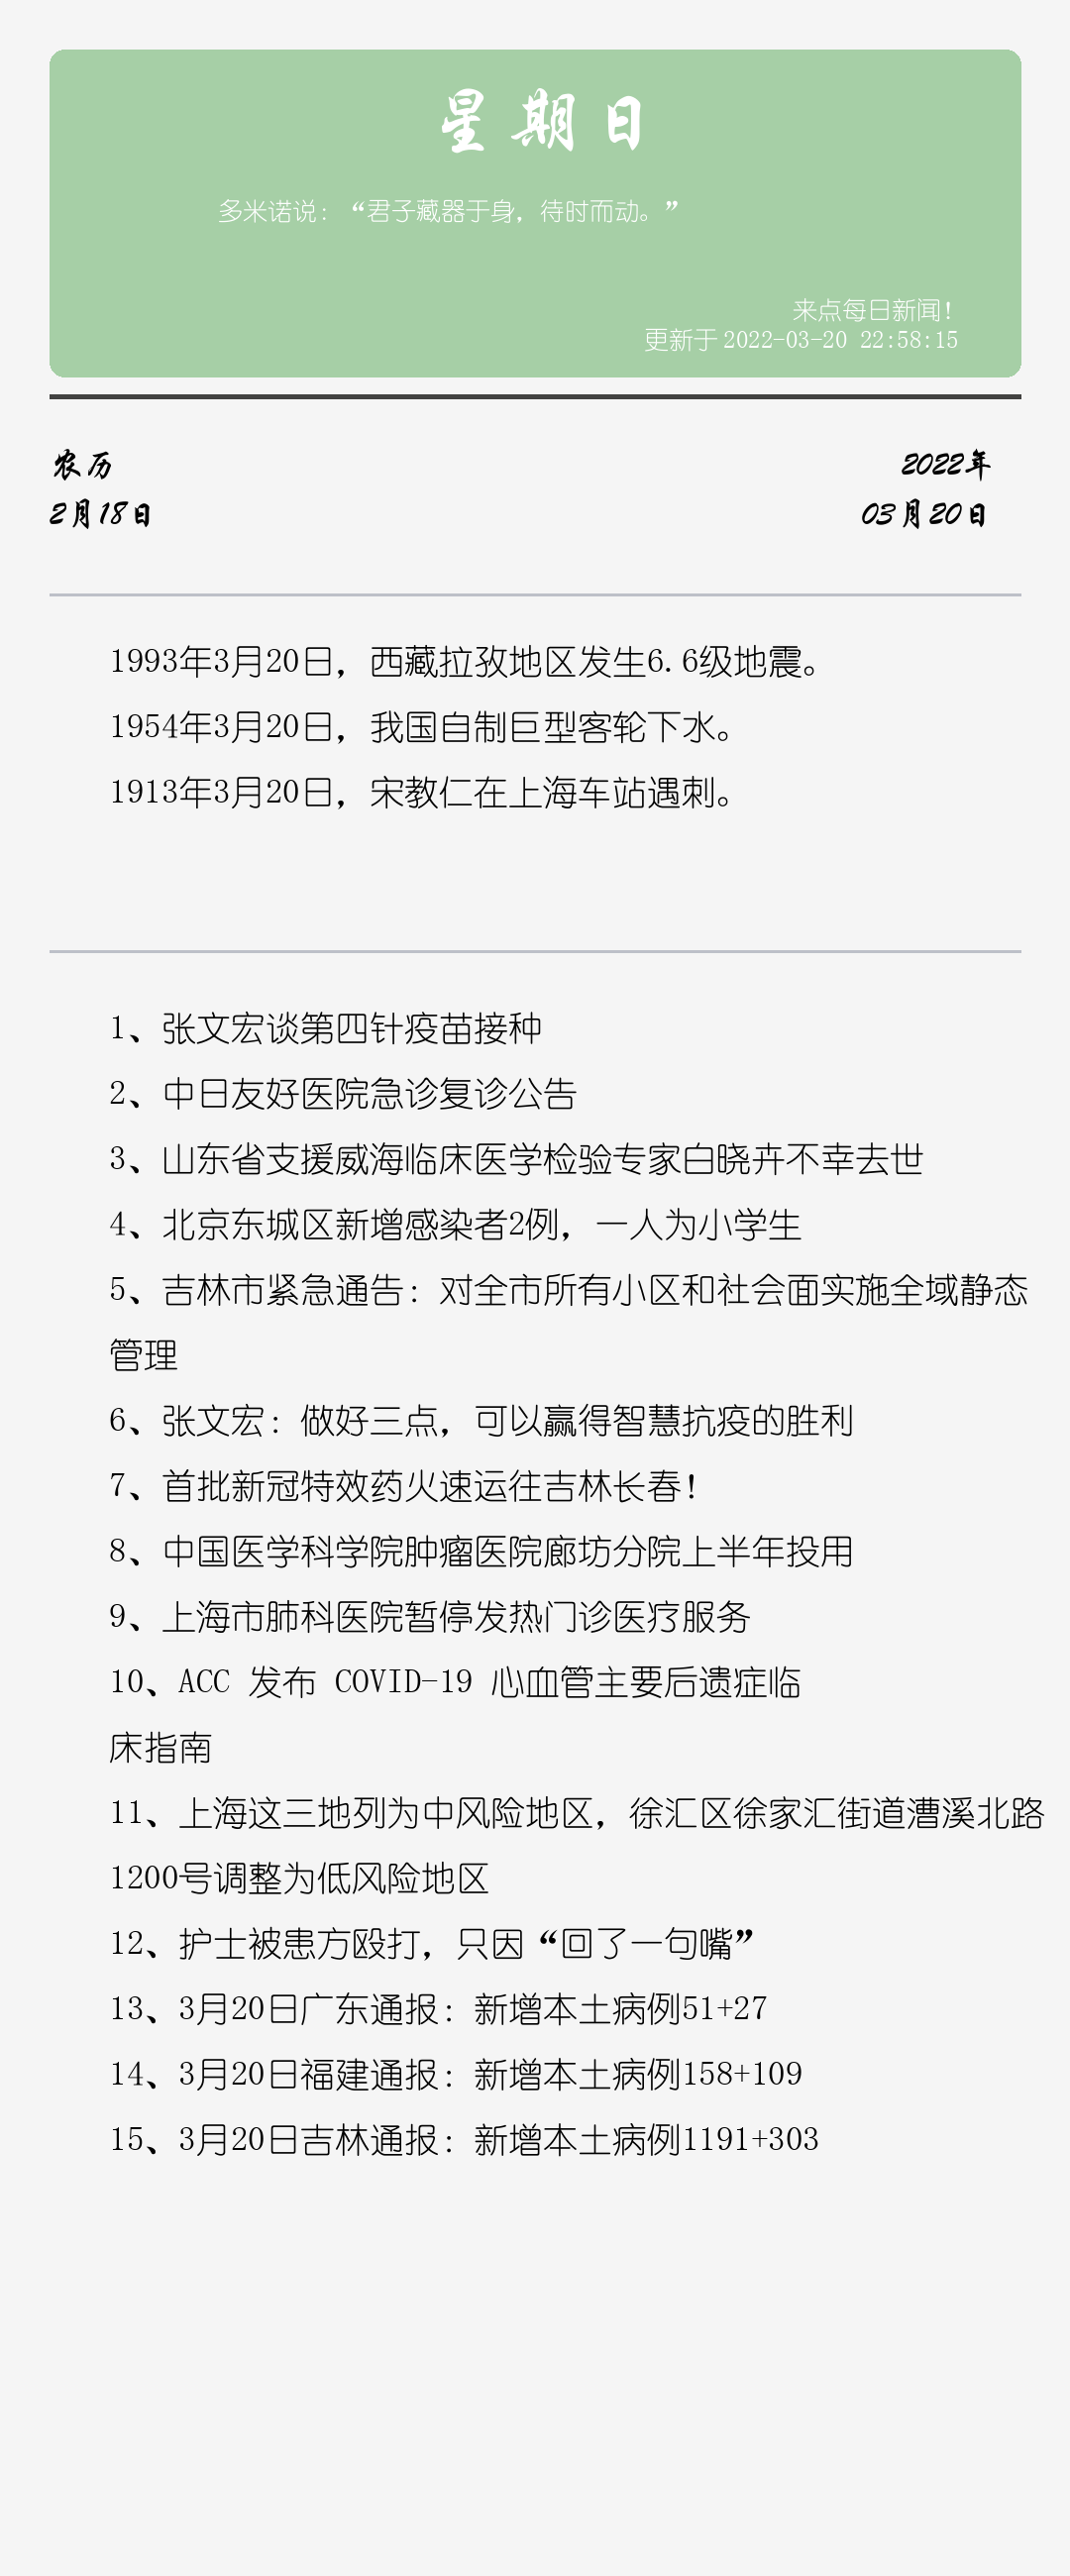 星期日
多米诺说：“君子藏器于身，待时而动。”
来点每日新闻！
更新于 2022-03-20 22:58:15
农历
2022年
2月18日
03月20日
1993年3月20日，西藏拉孜地区发生6.6级地震。
1954年3月20日，我国自制巨型客轮下水。
1913年3月20日，宋教仁在上海车站遇刺。
1、张文宏谈第四针疫苗接种
2、中日友好医院急诊复诊公告
3、山东省支援威海临床医学检验专家白晓卉不幸去世
4、北京东城区新增感染者2例，一人为小学生
5、吉林市紧急通告：对全市所有小区和社会面实施全域静态
管理
6、张文宏：做好三点，可以赢得智慧抗疫的胜利
7、首批新冠特效药火速运往吉林长春！
8、中国医学科学院肿瘤医院廊坊分院上半年投用
9、上海市肺科医院暂停发热门诊医疗服务
10、ACC 发布 COVID-19 心血管主要后遗症临
床指南
11、上海这三地列为中风险地区，徐汇区徐家汇街道漕溪北路
1200号调整为低风险地区
12、护士被患方殴打，只因“回了一句嘴”
13、3月20日广东通报：新增本土病例51+27
14、3月20日福建通报：新增本土病例158+109
15、3月20日吉林通报：新增本土病例1191+303